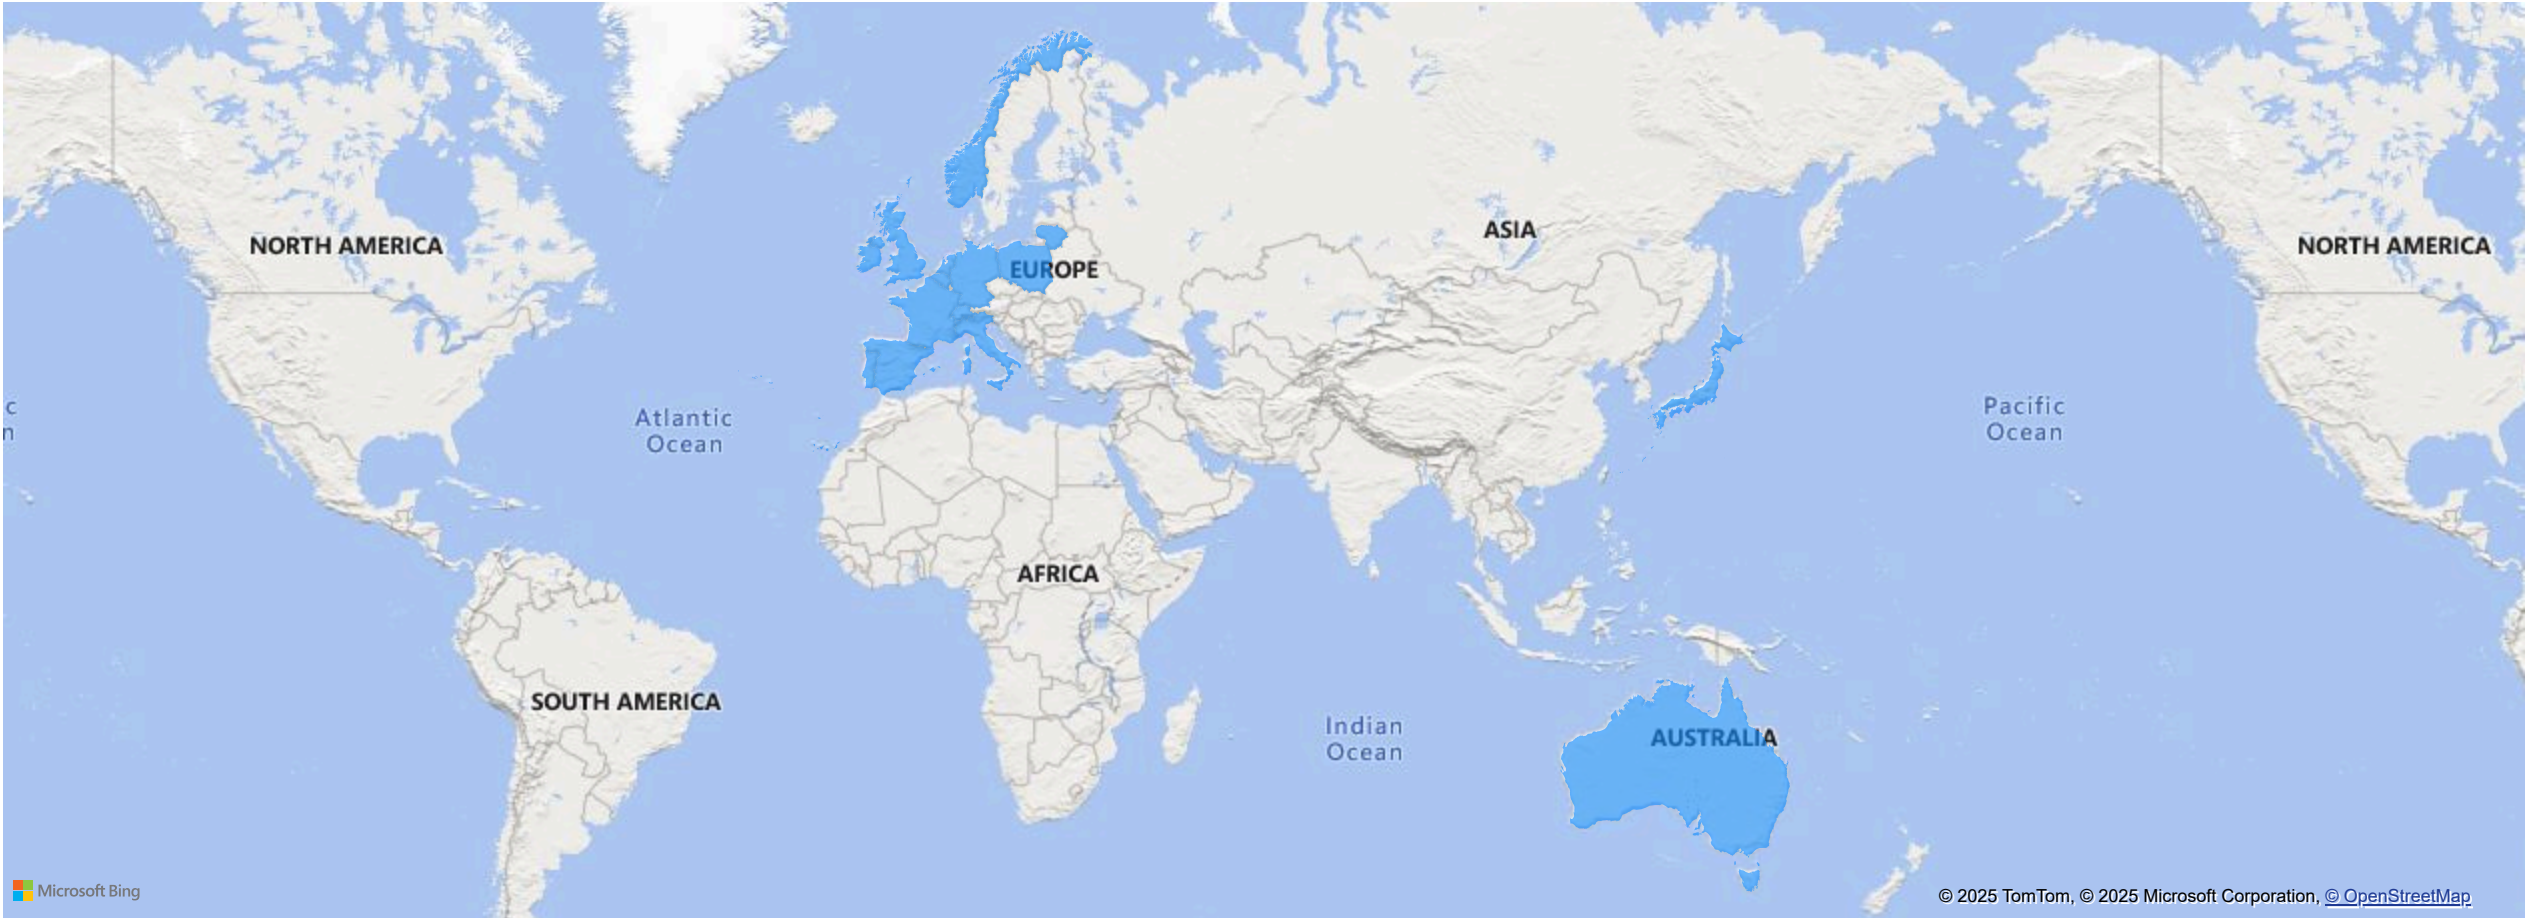 ASIA
NORTH AMERICA
EUROPE
NORTH AMERICA
c
n
Atlantic
Ocean
Pacific
Ocean
AFRICA
SOUTH AMERICA
Indian
Ocean
AUSTRALIA
Microsoft Bing
© 2025 TomTom, © 2025 Microsoft Corporation, © OpenStreetMap